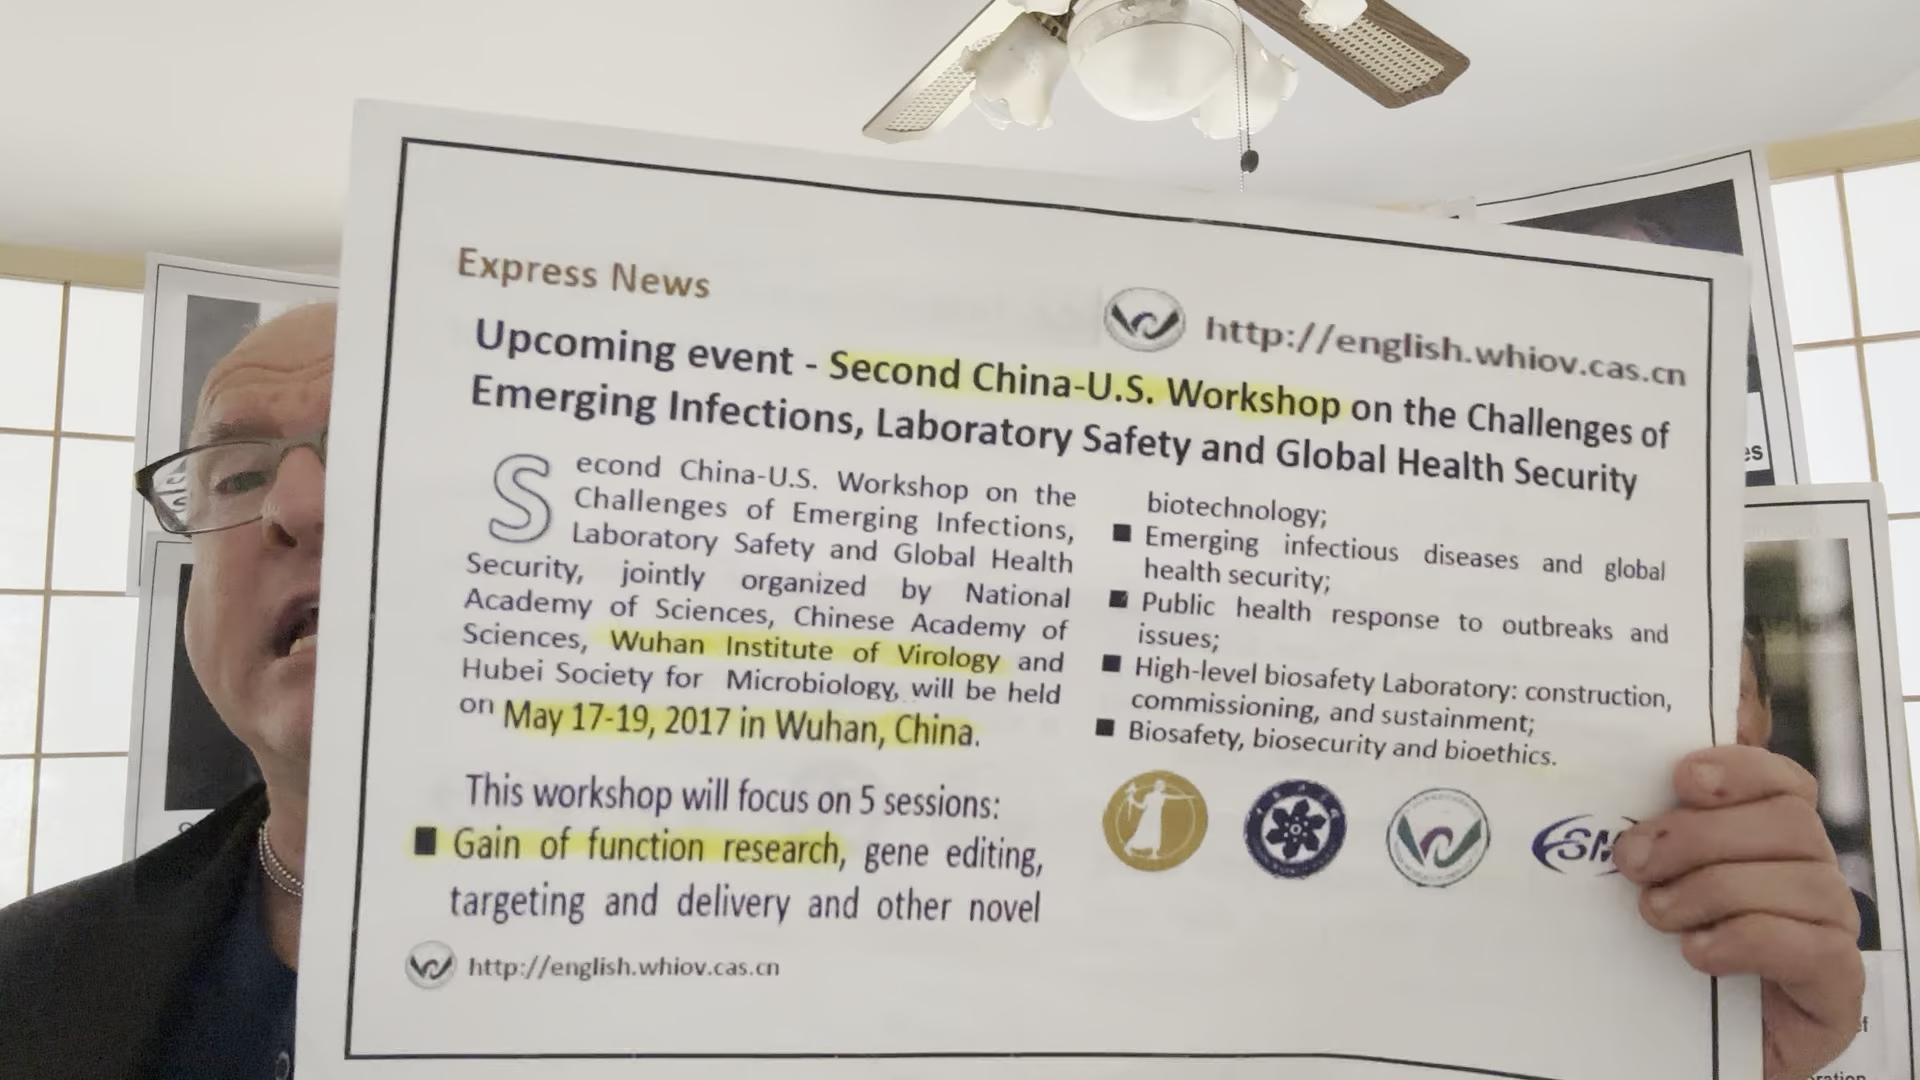 Express News
http://english.whiov.cas.cn
Upcoming event - Second China-U.S. Workshop on the Challenges of
Emerging Infections, Laboratory Safety and Global Health Security
Second China-U.S. Workshop on the
Challenges of Emerging Infections,
Laboratory Safety and Global Health
Security, jointly organized by National
Academy of Sciences, Chinese Academy of
Sciences, Wuhan Institute of Virology and
Hubei Society for Microbiology, will be held
on May 17-19, 2017 in Wuhan, China.
This workshop will focus on 5 sessions:
■ Gain of function research, gene editing,
targeting and delivery and other novel
biotechnology;
■ Emerging infectious diseases and global
health security;
■ Public health response to outbreaks and
issues;
■ High-level biosafety Laboratory: construction,
commissioning, and sustainment;
■ Biosafety, biosecurity and bioethics.
http://english.whiov.cas.cn